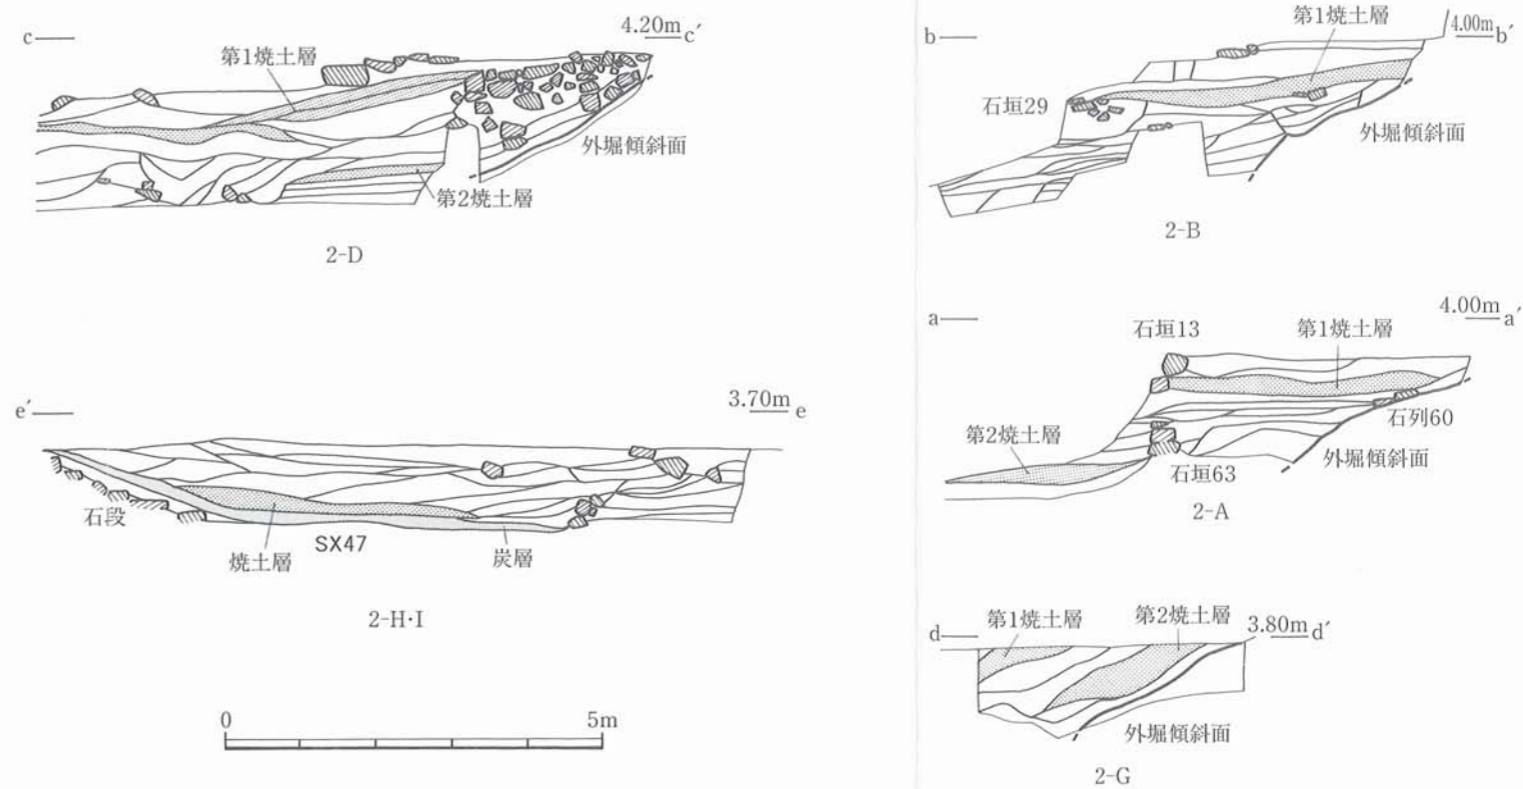 c
4.20m
c′
第1焼土層
外堀傾斜面
第2焼土層
2-D
b
第1焼土層
4.00m
b′
石垣29
外堀傾斜面
2-B
a
4.00m
a′
石垣13
第1焼土層
石列60
第2焼土層
外堀傾斜面
石垣63
2-A
e′
3.70m
e
石段
焼土層
SX47
炭層
2-H·I
0
5m
d
第1焼土層
第2焼土層
3.80m
d′
外堀傾斜面
2-G